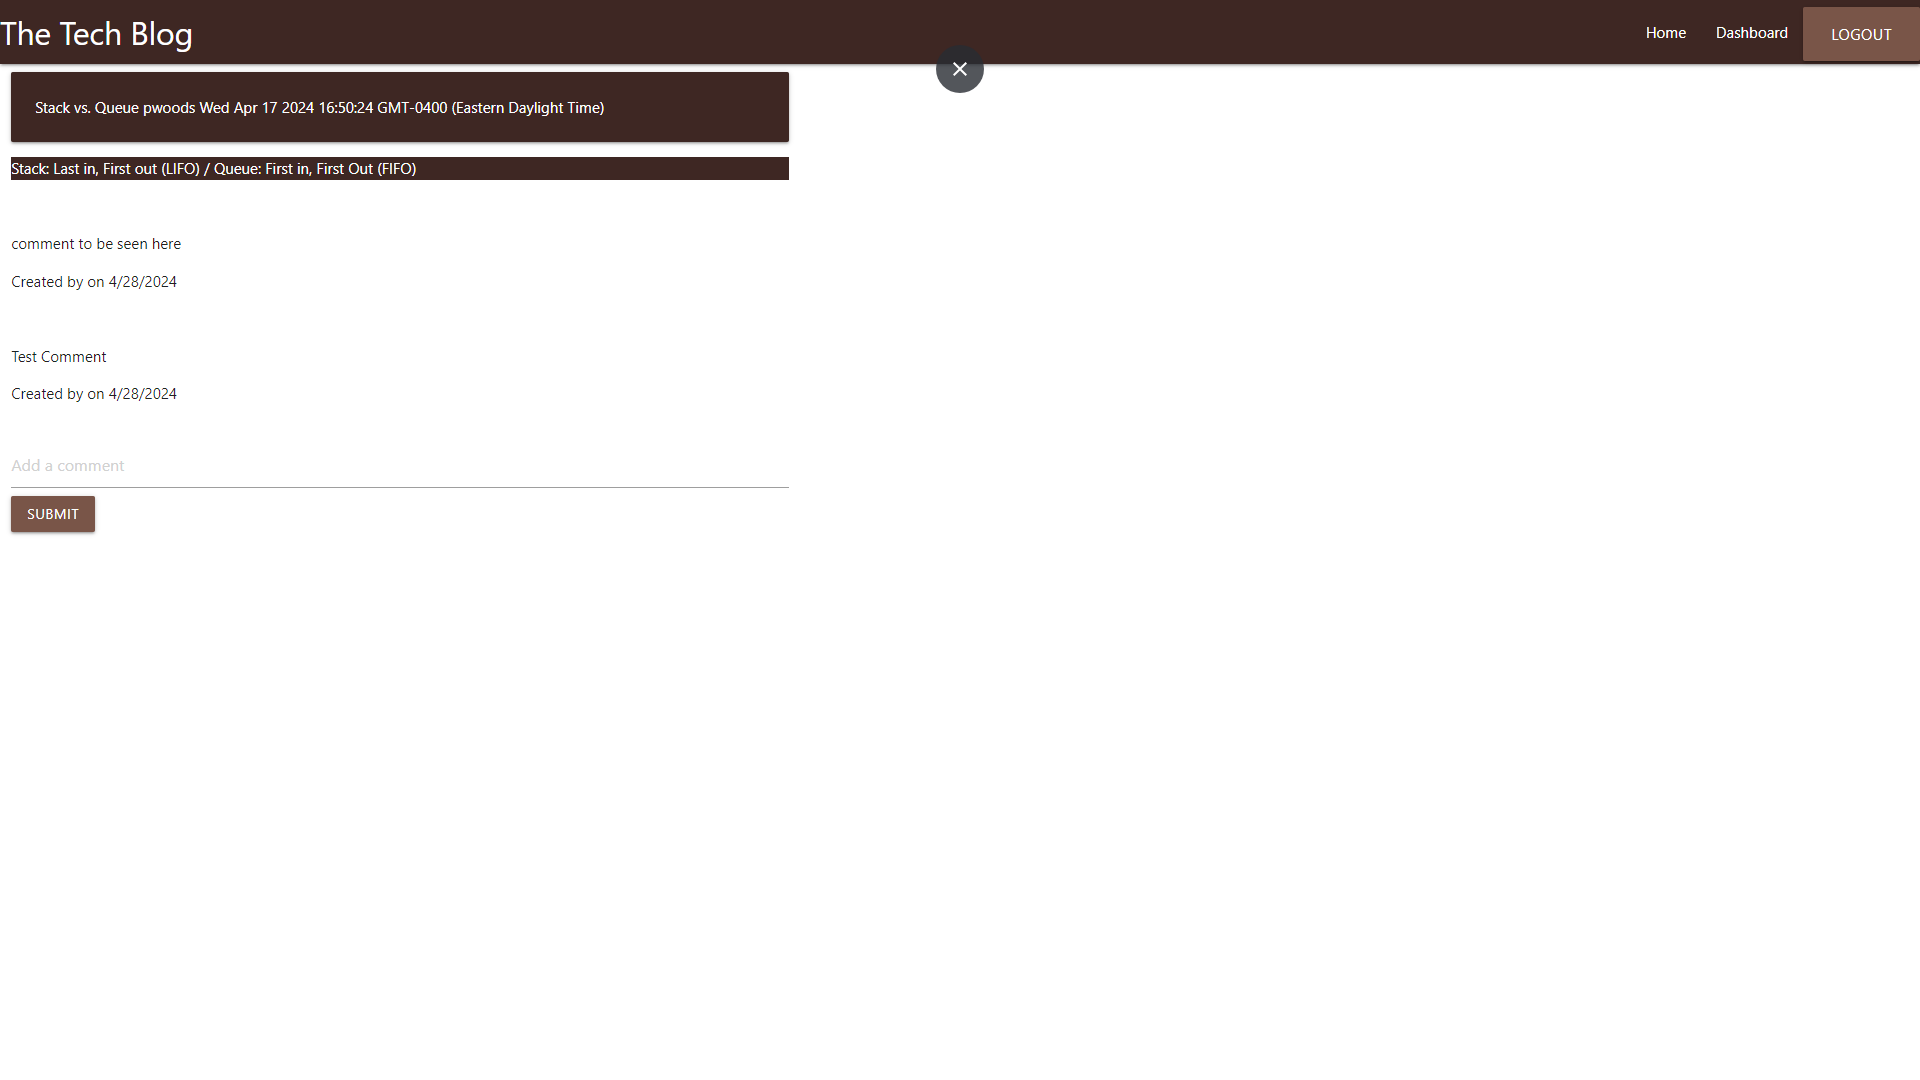 The Tech Blog
Home
Dashboard
LOGOUT
Stack vs. Queue pwoods Wed Apr 17 2024 16:50:24 GMT-0400 (Eastern Daylight Time)
Stack: Last in, First out (LIFO) / Queue: First in, First Out (FIFO)
comment to be seen here
Created by on 4/28/2024
Test Comment
Created by on 4/28/2024
Add a comment
SUBMIT